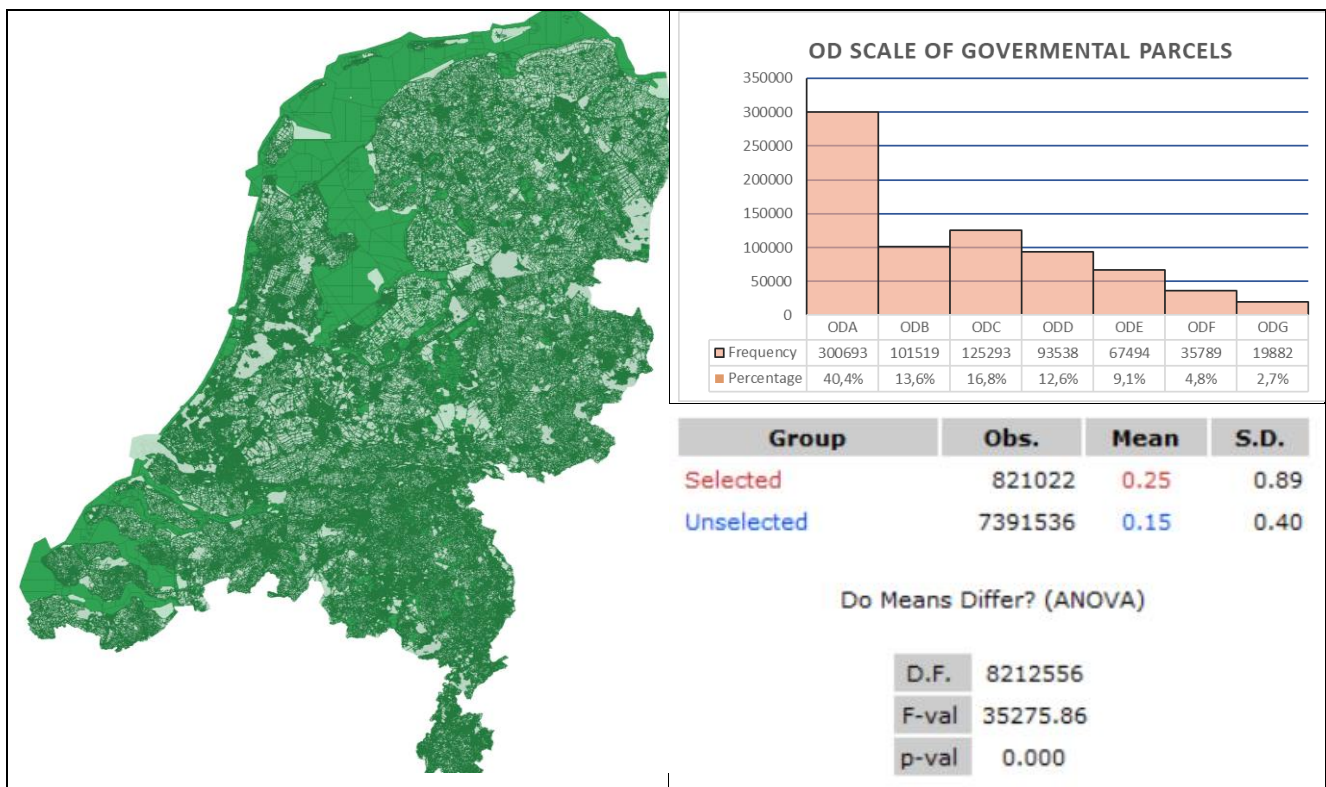 OD SCALE OF GOVERMENTAL PARCELS
350000
300000
250000
200000
150000
100000
50000
0
ODA ODB ODC ODD ODE ODF ODG
Frequency 300693 101519 125293 93538 67494 35789 19882
Percentage 40,4% 13,6% 16,8% 12,6% 9,1% 4,8% 2,7%
Group Obs. Mean S.D.
Selected 821022 0.25 0.89
Unselected 7391536 0.15 0.40
Do Means Differ? (ANOVA)
D.F. 8212556
F-val 35275.86
p-val 0.000